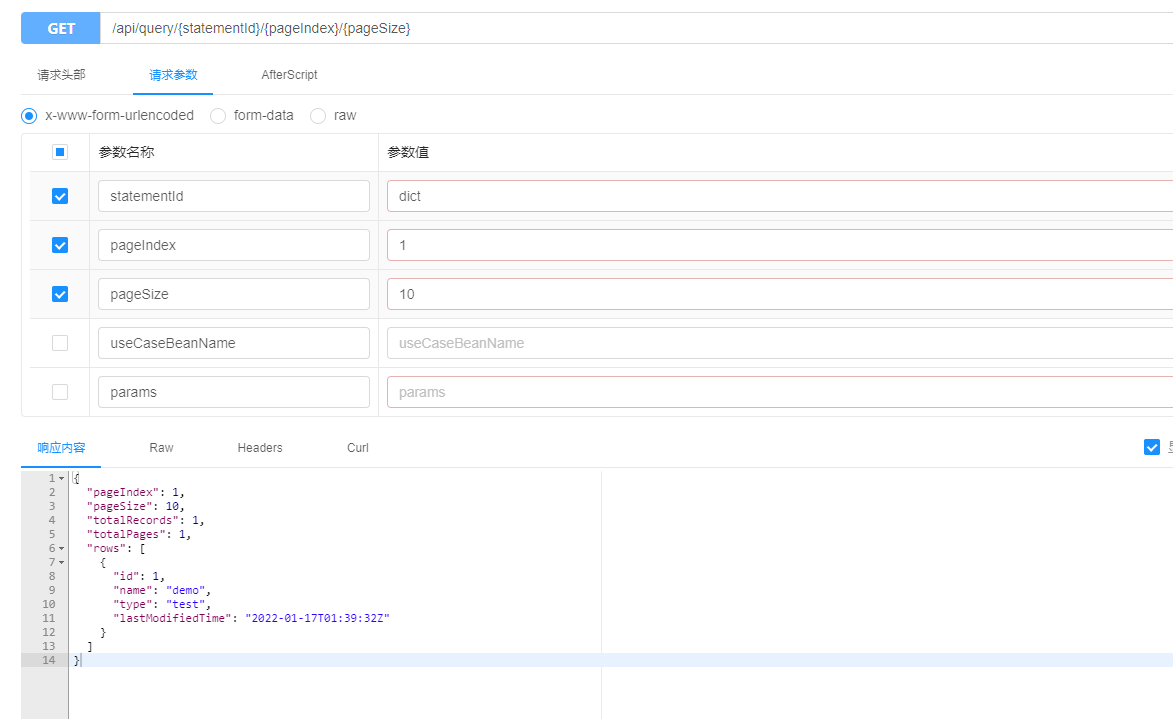 GET /api/query/{statementId}/{pageIndex}/{pageSize}
请求头部 请求参数 AfterScript
x-www-form-urlencoded form-data raw
参数名称 参数值
statementId dict
pageIndex 1
pageSize 10
useCaseBeanName useCaseBeanName
params params
响应内容 Raw Headers Curl
1 {
2 "pageIndex": 1,
3 "pageSize": 10,
4 "totalRecords": 1,
5 "totalPages": 1,
6 "rows": [
7 {
8 "id": 1,
9 "name": "demo",
10 "type": "test",
11 "lastModifiedTime": "2022-01-17T01:39:32Z"
12 }
13 ]
14 }